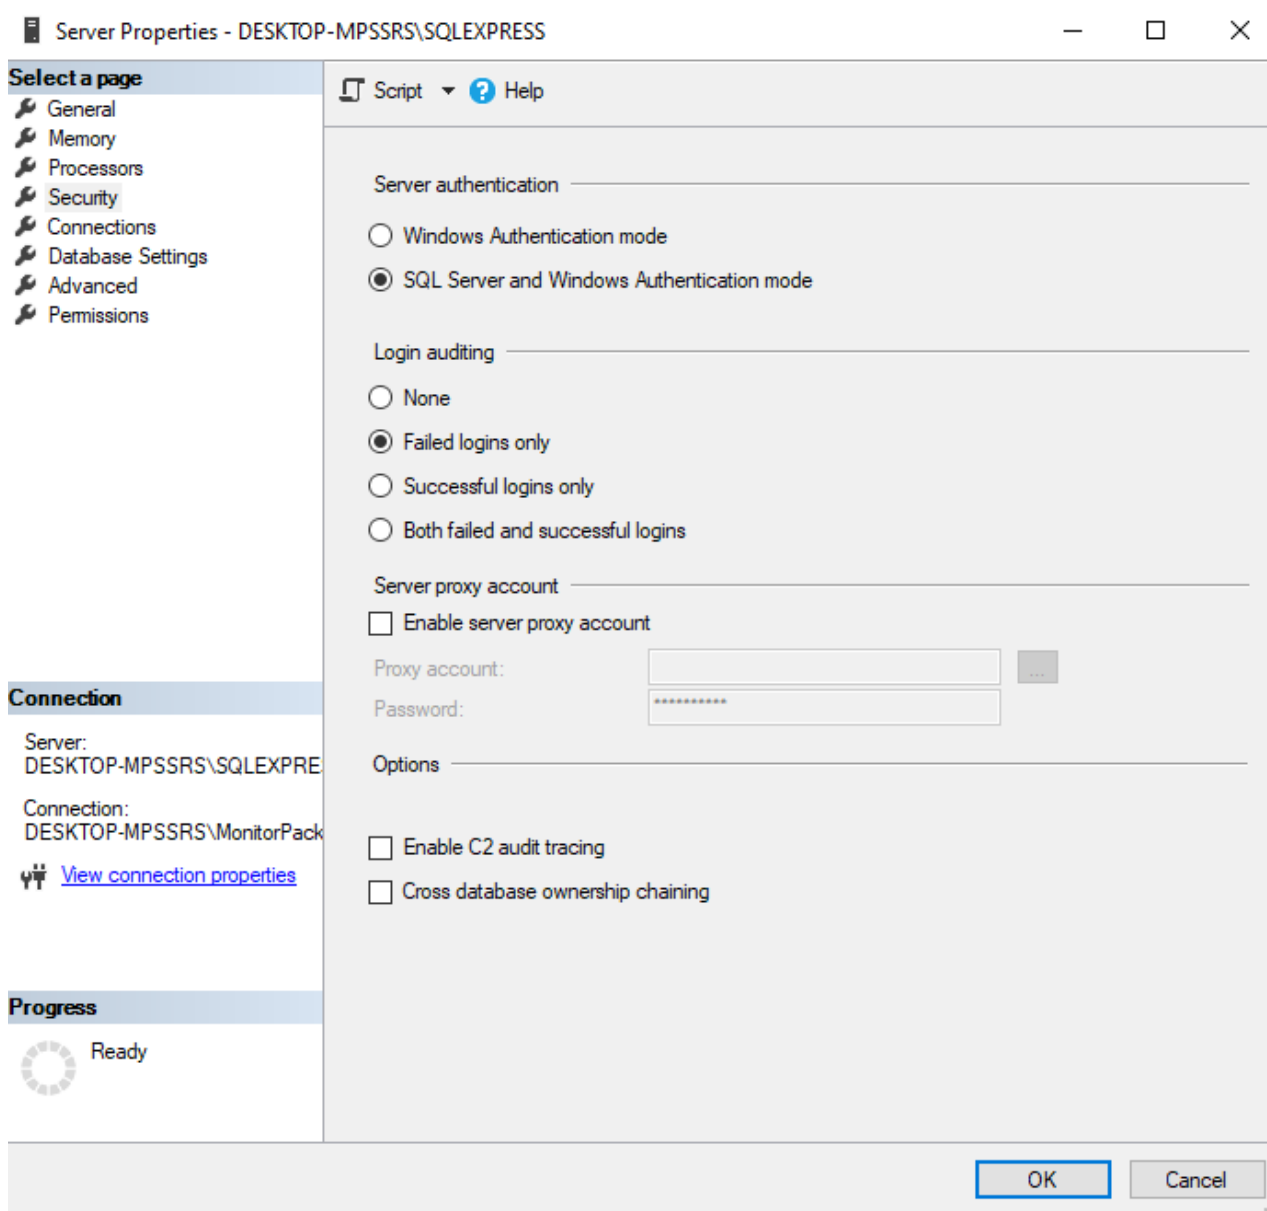 Server Properties - DESKTOP-MPSSRS\SQLEXPRESS
Select a page
General
Memory
Processors
Security
Connections
Database Settings
Advanced
Permissions
Connection
Server:
DESKTOP-MPSSRS\SQLEXPRE
Connection:
DESKTOP-MPSSRS\MonitorPack
View connection properties
Progress
Ready
Script
Help
Server authentication
Windows Authentication mode
SQL Server and Windows Authentication mode
Login auditing
None
Failed logins only
Successful logins only
Both failed and successful logins
Server proxy account
Enable server proxy account
Proxy account:
...
Password:
**********
Options
Enable C2 audit tracing
Cross database ownership chaining
OK
Cancel